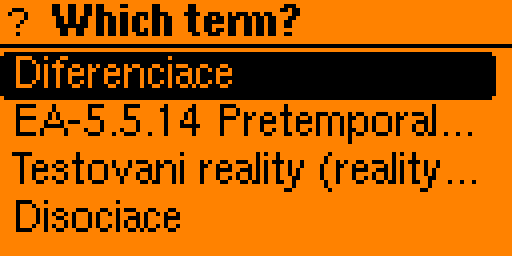 ? Which term?
Diferenciace
EA-5.5.14 Pretemporal...
Testovani reality (reality...
Disociace